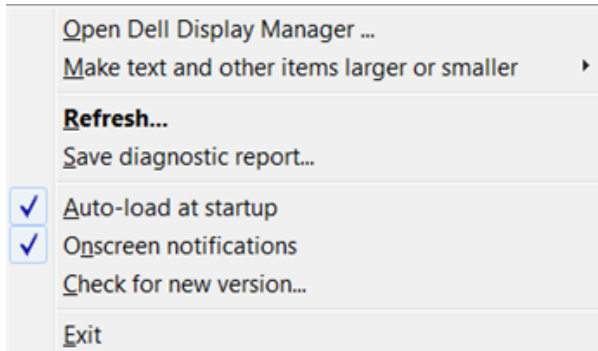 Open Dell Display Manager ...
Make text and other items larger or smaller
Refresh...
Save diagnostic report...
Auto-load at startup
Onscreen notifications
Check for new version...
Exit